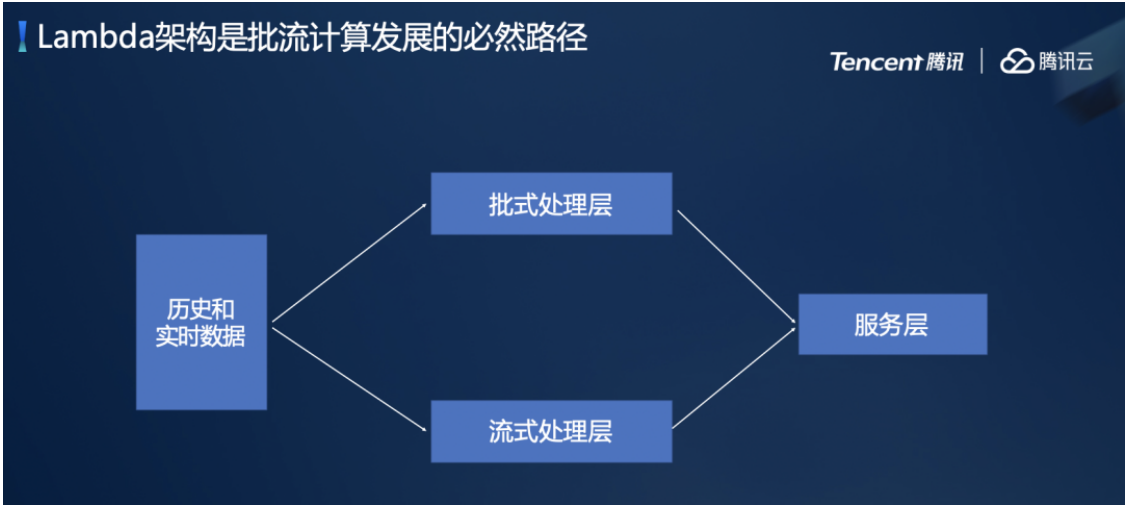 Lambda架构是批流计算发展的必然路径
Tencent腾讯 | 腾讯云
批式处理层
历史和
实时数据
服务层
流式处理层